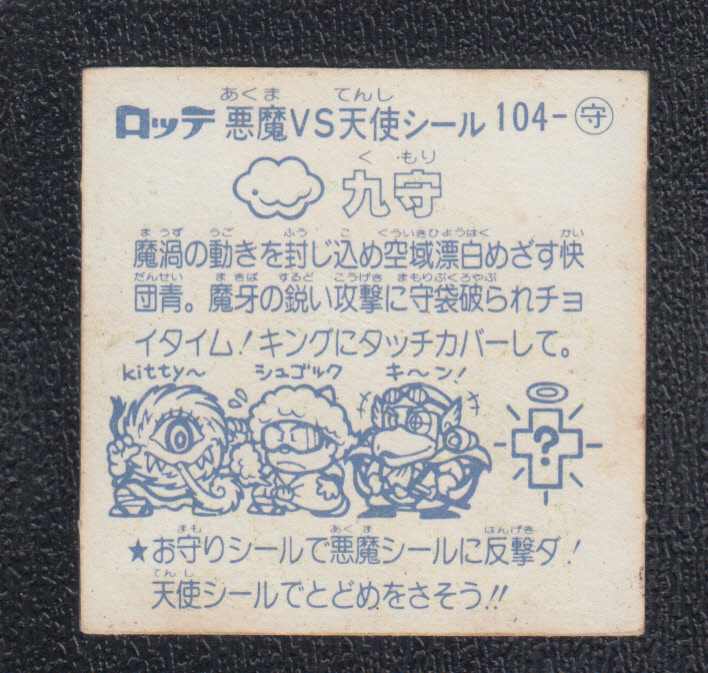 あくま てんし
ロッテ 悪魔VS天使シール 104-守
く もり
九守
まうず うご ふう こ くういきひょうはく かい
魔渦の動きを封じ込め空域漂白めざす快
だんせい まきば するど こうげき まもりぶくろやぶ
団青。魔牙の鋭い攻撃に守袋破られチョ
イタイム!キングにタッチカバーして。
kitty〜 シュゴルク キ〜ン!
?
まも あくま はんげき
★お守りシールで悪魔シールに反撃ダ!
てんし
天使シールでとどめをさそう!!